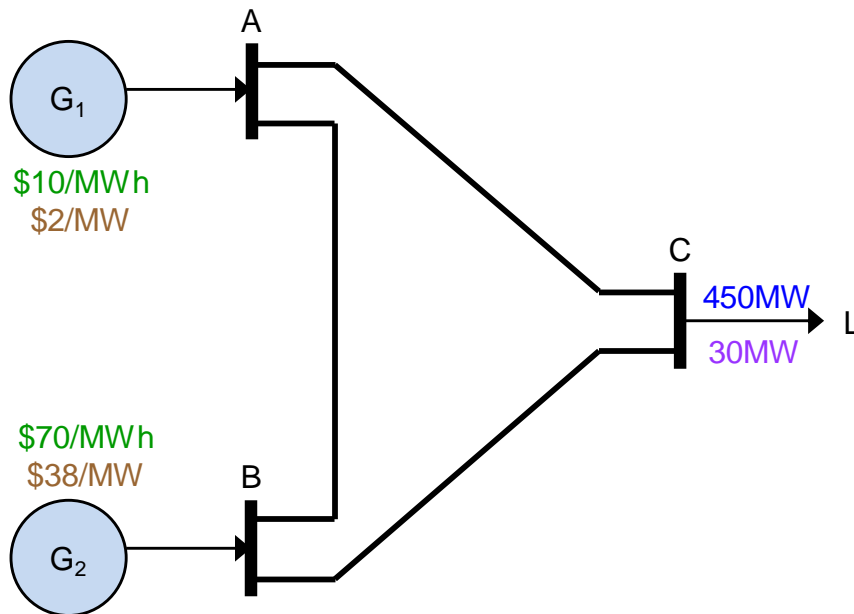 A
G₁
$10/MWh
$2/MW
C
450MW
L
30MW
$70/MWh
$38/MW
B
G₂